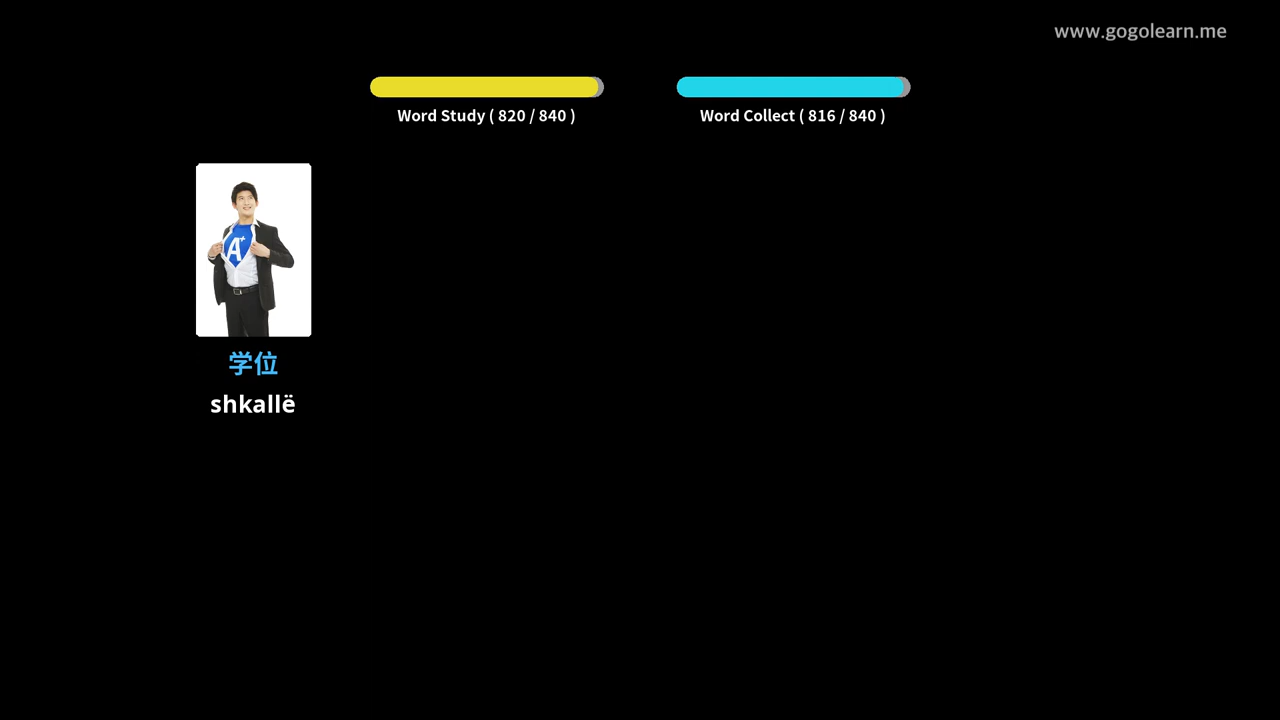 www.gogolearn.me
Word Study ( 820 / 840 )
Word Collect ( 816 / 840 )
A+
学位
shkallë